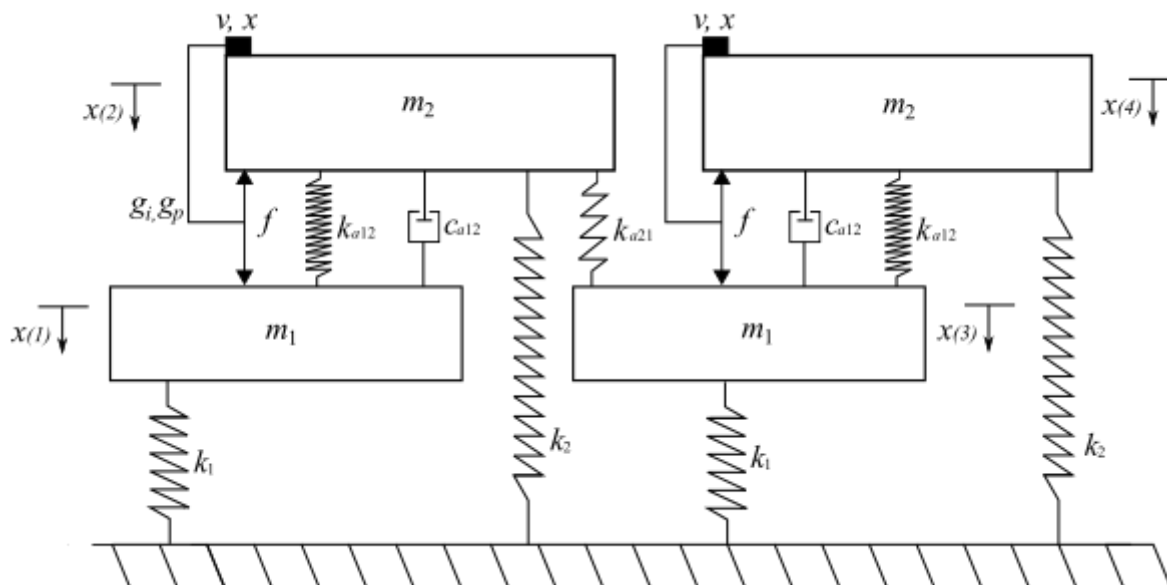 v, x
v, x
m2
m2
x(2)
x(4)
gi,gp
f
ka12
ca12
ka21
f
ca12
ka12
m1
m1
x(1)
x(3)
k1
k2
k1
k2